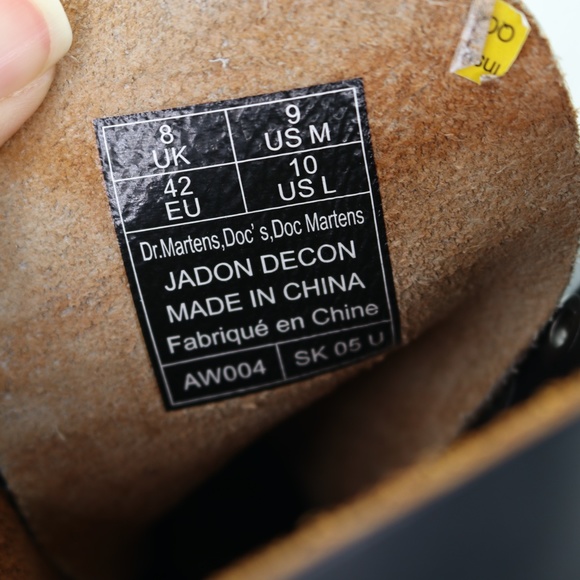 8 UK
9 US M
42 EU
10 US L
Dr.Martens,Doc's,Doc Martens
JADON DECON
MADE IN CHINA
Fabriqué en Chine
AW004
SK 05 U